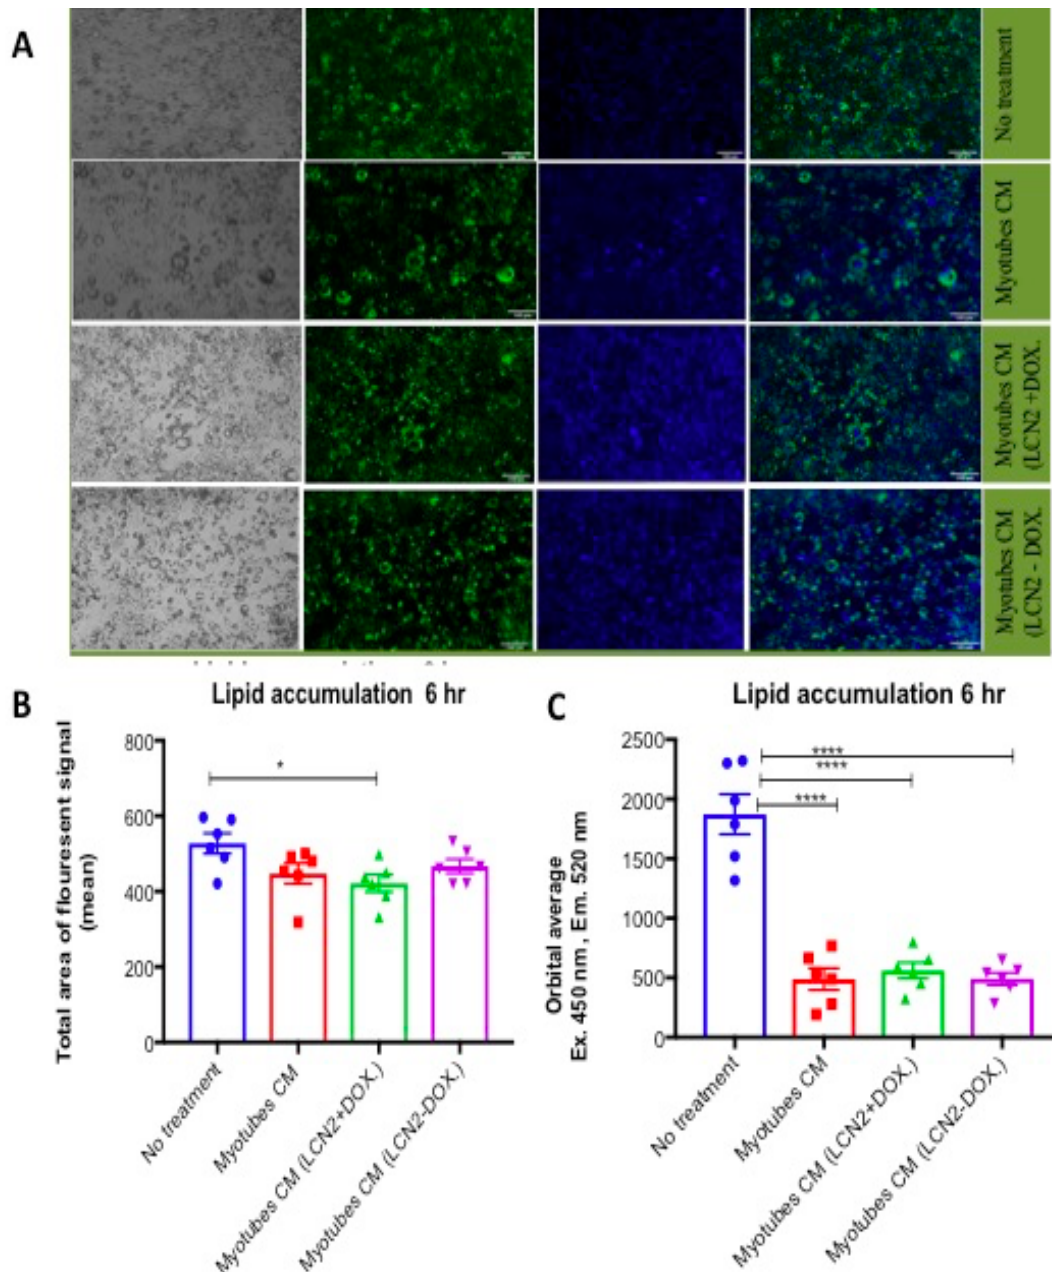 A
No treatment
Myotubes CM
Myotubes CM
(LCN2 +DOX.
Myotubes CM
(LCN2 - DOX.
B
Lipid accumulation 6 hr
Total area of flouresent signal
(mean)
800
600
400
200
0
*
No treatment
Myotubes CM
Myotubes CM (LCN2+DOX.)
Myotubes CM (LCN2-DOX.)
C
Lipid accumulation 6 hr
Orbital average
Ex. 450 nm , Em. 520 nm
2500
2000
1500
1000
500
0
****
****
****
No treatment
Myotubes CM
Myotubes CM (LCN2+DOX.)
Myotubes CM (LCN2-DOX.)